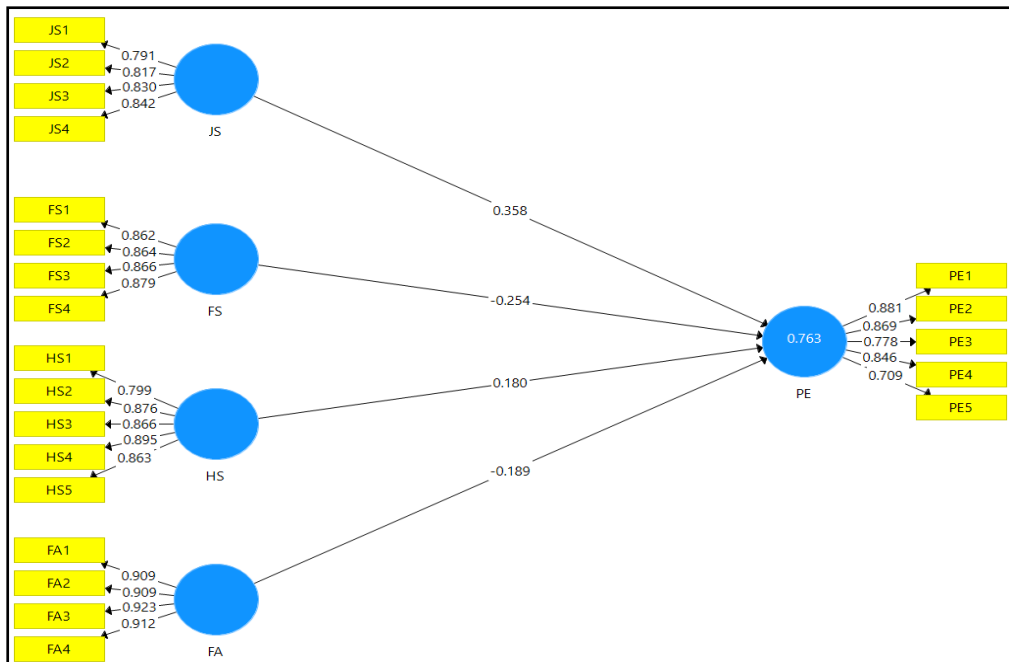 JS1
JS2
JS3
JS4
0.791
0.817
0.830
0.842
JS
FS1
FS2
FS3
FS4
0.862
0.864
0.866
0.879
FS
HS1
HS2
HS3
HS4
HS5
0.799
0.876
0.866
0.895
0.863
HS
FA1
FA2
FA3
FA4
0.909
0.909
0.923
0.912
FA
0.358
-0.254
0.180
-0.189
0.763
PE
0.881
0.869
0.778
0.846
0.709
PE1
PE2
PE3
PE4
PE5